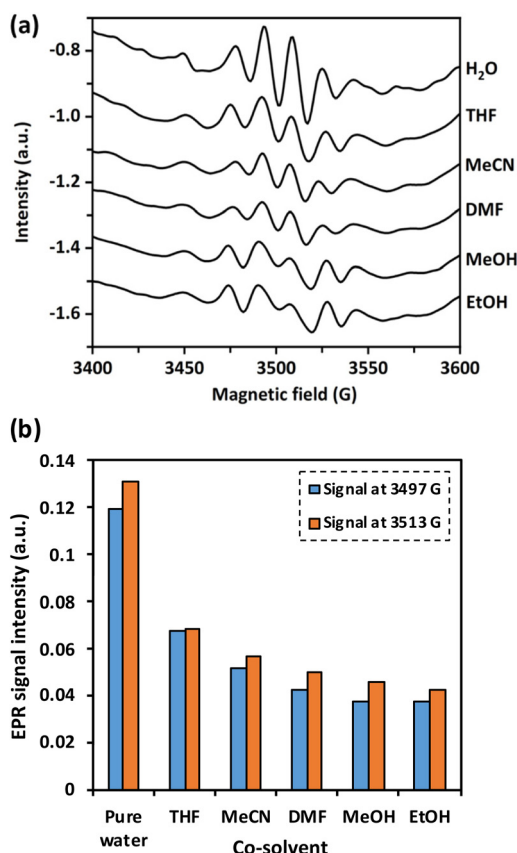 (a)
-0.8
-1.0
-1.2
-1.4
-1.6
Intensity (a.u.)
H₂O
THF
MeCN
DMF
MeOH
EtOH
3400
3450
3500
3550
3600
Magnetic field (G)
(b)
0.14
0.12
0.1
0.08
0.06
0.04
0.02
0
EPR signal intensity (a.u.)
Signal at 3497 G
Signal at 3513 G
Pure water
THF
MeCN
DMF
MeOH
EtOH
Co-solvent